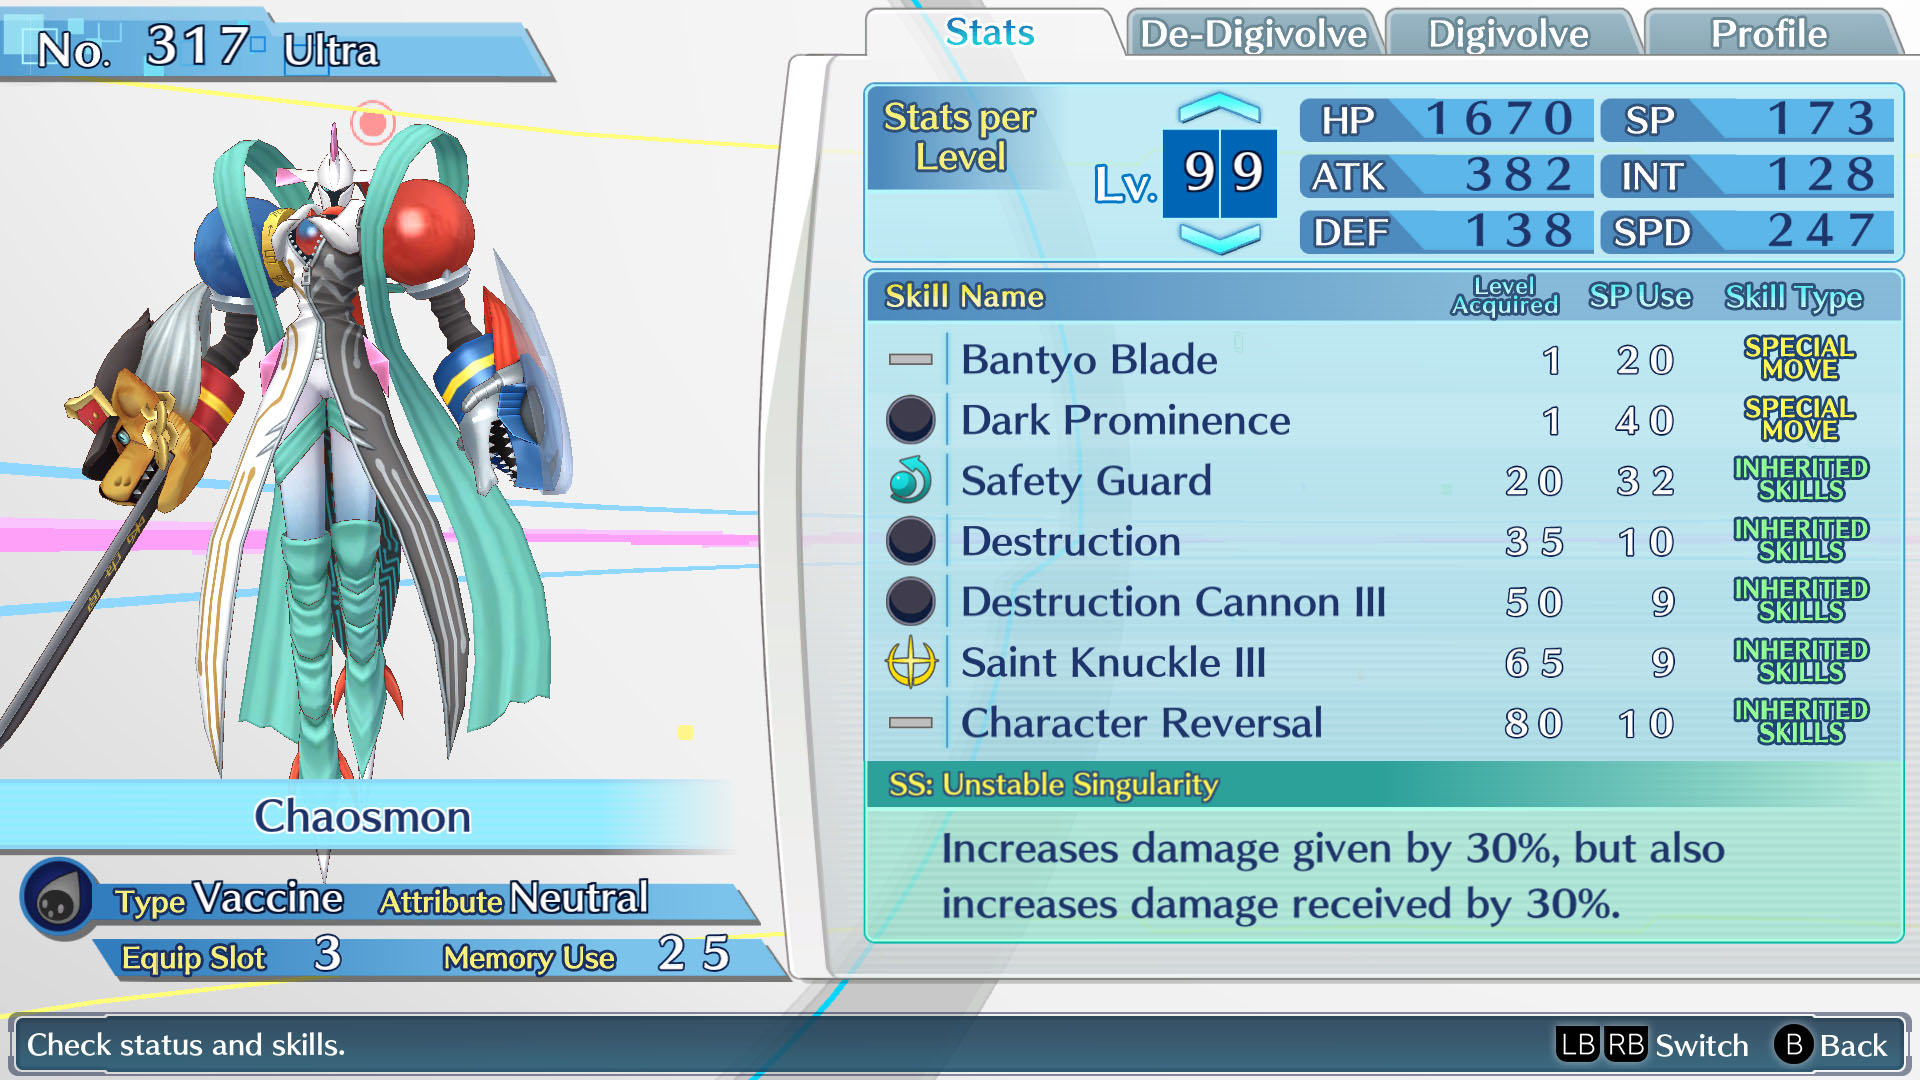 No. 317 Ultra
Stats
De-Digivolve
Digivolve
Profile
Stats per
Level
Lv. 99
HP 1670
SP 173
ATK 382
INT 128
DEF 138
SPD 247
Skill Name Level Acquired SP Use Skill Type
Bantyo Blade 1 20 SPECIAL MOVE
Dark Prominence 1 40 SPECIAL MOVE
Safety Guard 20 32 INHERITED SKILLS
Destruction 35 10 INHERITED SKILLS
Destruction Cannon III 50 9 INHERITED SKILLS
Saint Knuckle III 65 9 INHERITED SKILLS
Character Reversal 80 10 INHERITED SKILLS
SS: Unstable Singularity
Increases damage given by 30%, but also
increases damage received by 30%.
Chaosmon
Type Vaccine Attribute Neutral
Equip Slot 3 Memory Use 25
Check status and skills.
LB RB Switch B Back